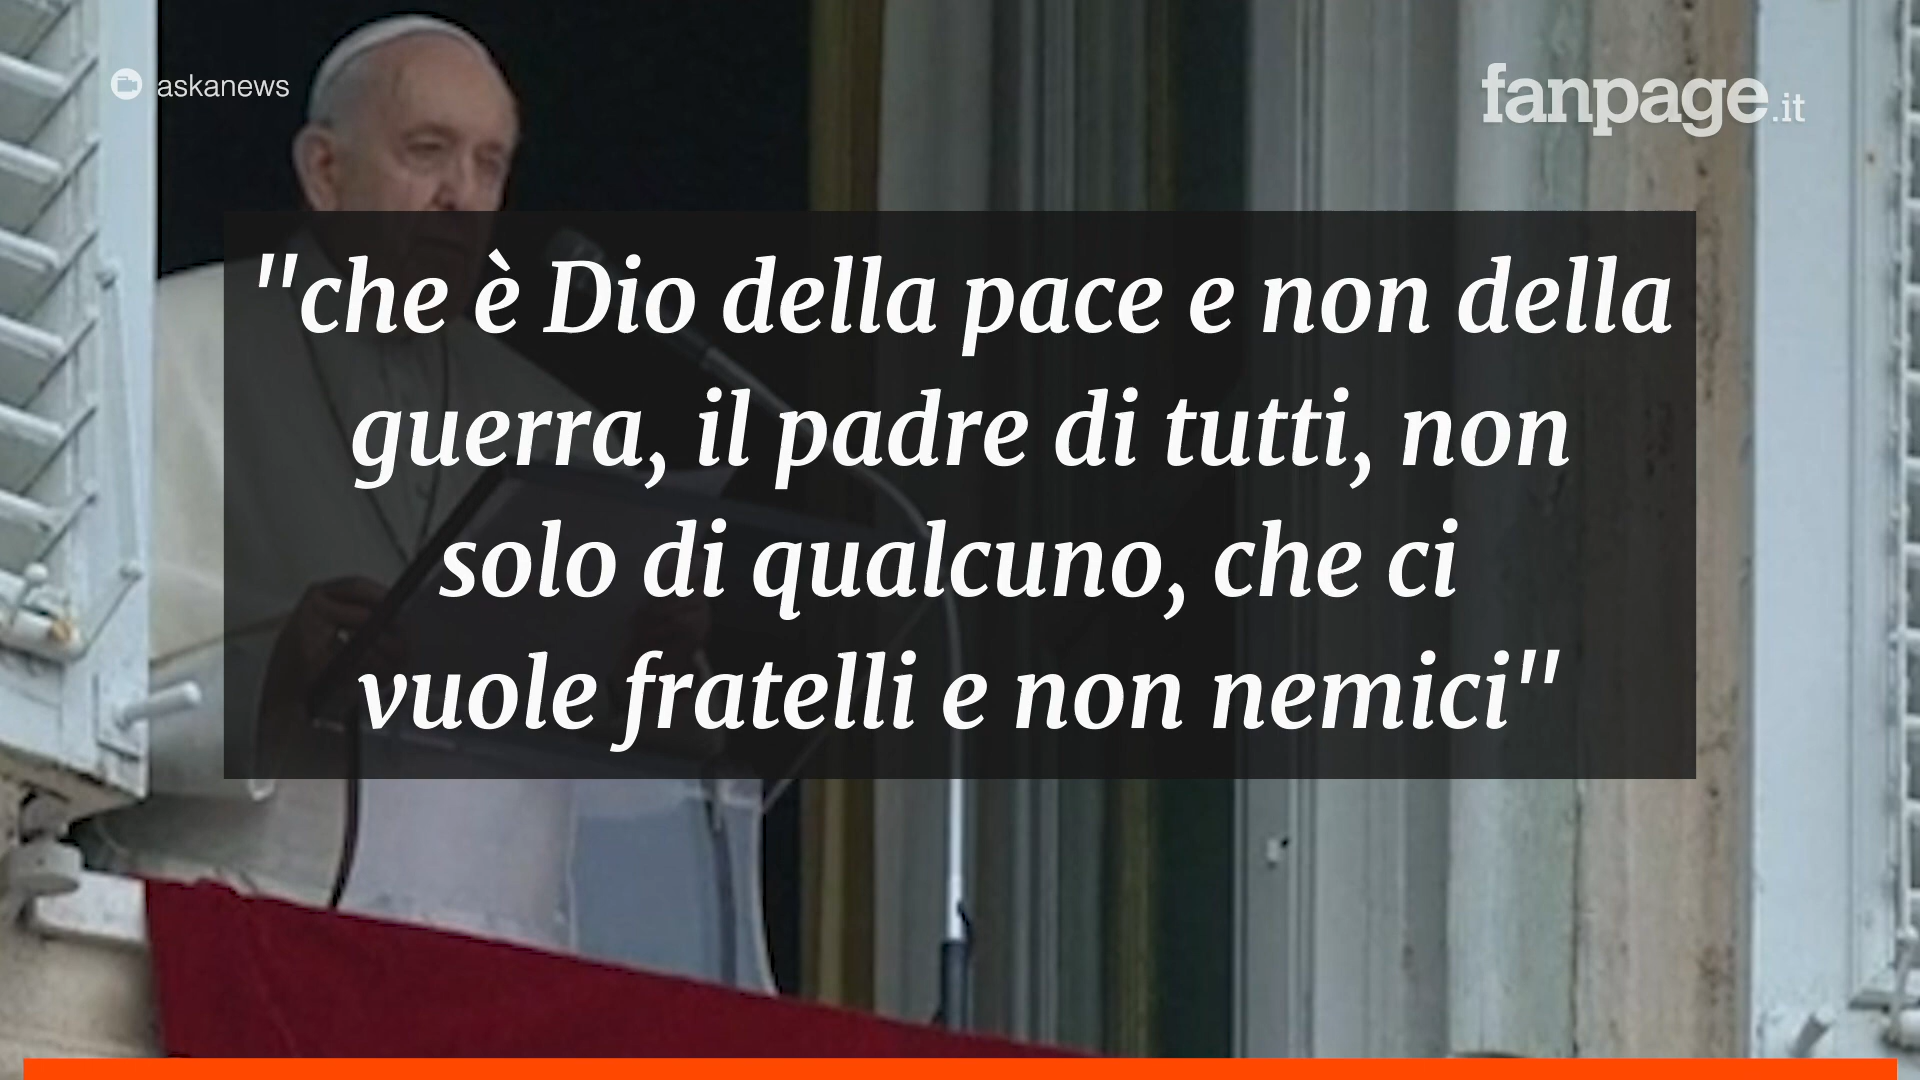 askanews
fanpage.it
"che è Dio della pace e non della
guerra, il padre di tutti, non
solo di qualcuno, che ci
vuole fratelli e non nemici"